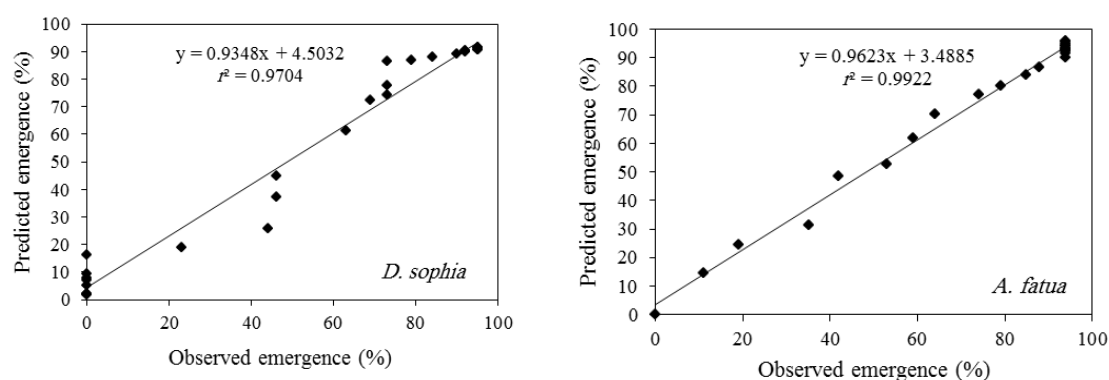 100
90
80
70
60
50
40
30
20
10
0
Predicted emergence (%)
y = 0.9348x + 4.5032
r² = 0.9704
D. sophia
0 20 40 60 80 100
Observed emergence (%)
100
90
80
70
60
50
40
30
20
10
0
Predicted emergence (%)
y = 0.9623x + 3.4885
r² = 0.9922
A. fatua
0 20 40 60 80 100
Observed emergence (%)